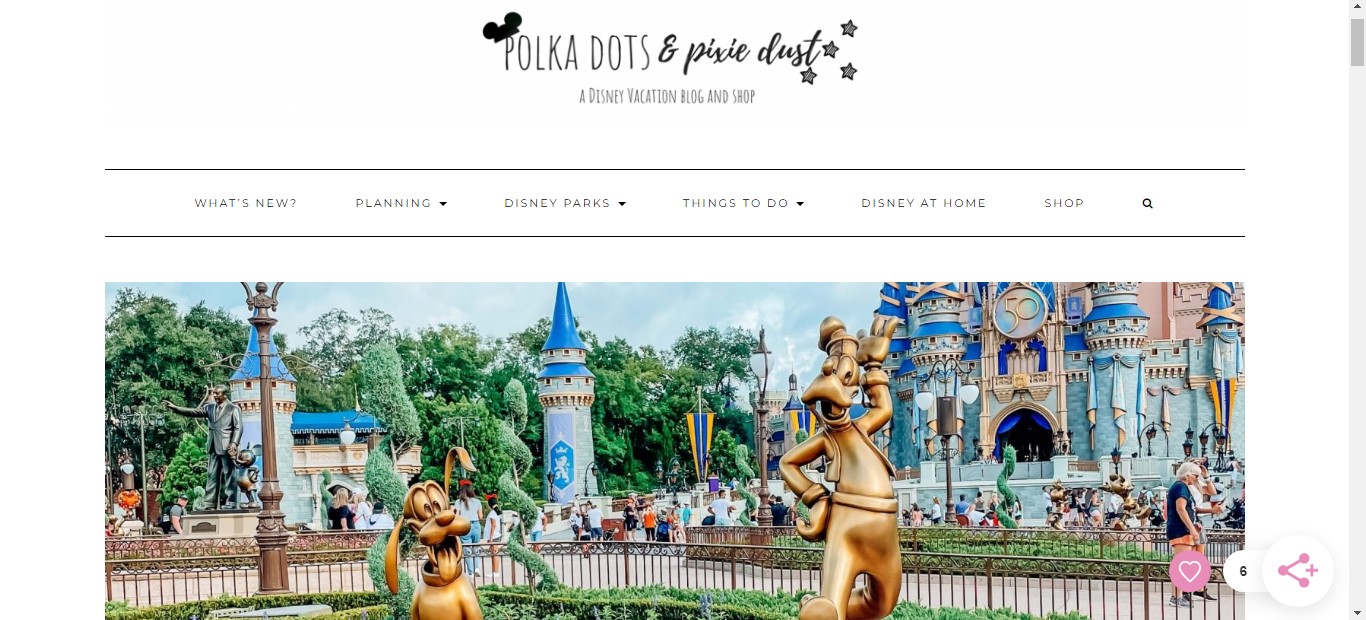 POLKA DOTS & pixie dust
A DISNEY VACATION BLOG AND SHOP
WHAT'S NEW? PLANNING DISNEY PARKS THINGS TO DO DISNEY AT HOME SHOP
50
6